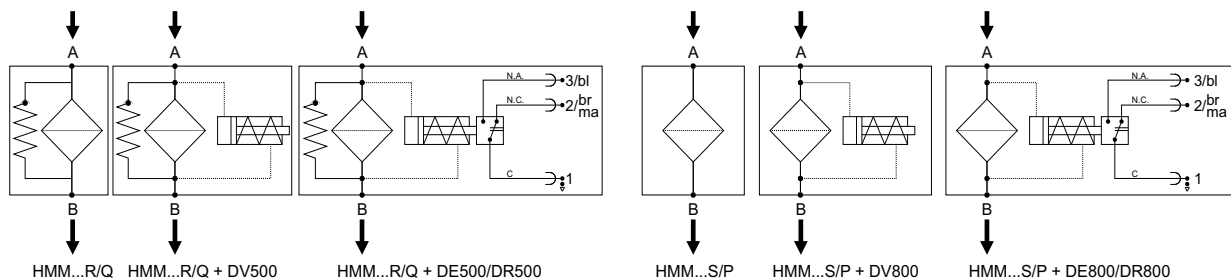 A A A A A A
N.A. 3/bl N.A. 3/bl
N.C. 2/br ma N.C. 2/br ma
C 1 C 1
B B B B B B
HMM...R/Q HMM...R/Q + DV500 HMM...R/Q + DE500/DR500 HMM...S/P HMM...S/P + DV800 HMM...S/P + DE800/DR800